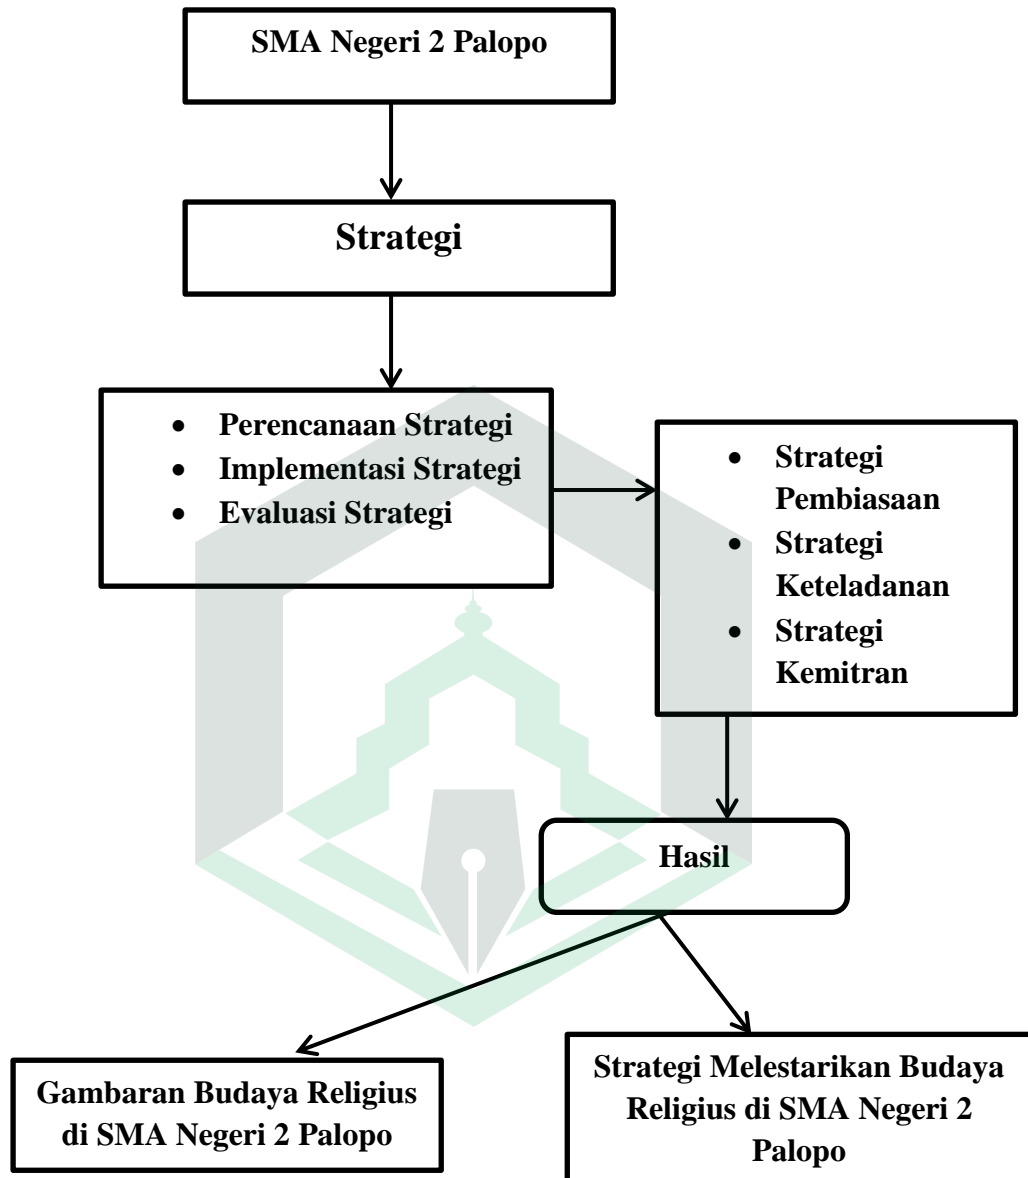 SMA Negeri 2 Palopo
Strategi
• Perencanaan Strategi
• Implementasi Strategi
• Evaluasi Strategi
• Strategi
Pembiasaan
• Strategi
Keteladanan
• Strategi
Kemitran
Hasil
Gambaran Budaya Religius
di SMA Negeri 2 Palopo
Strategi Melestarikan Budaya
Religius di SMA Negeri 2
Palopo